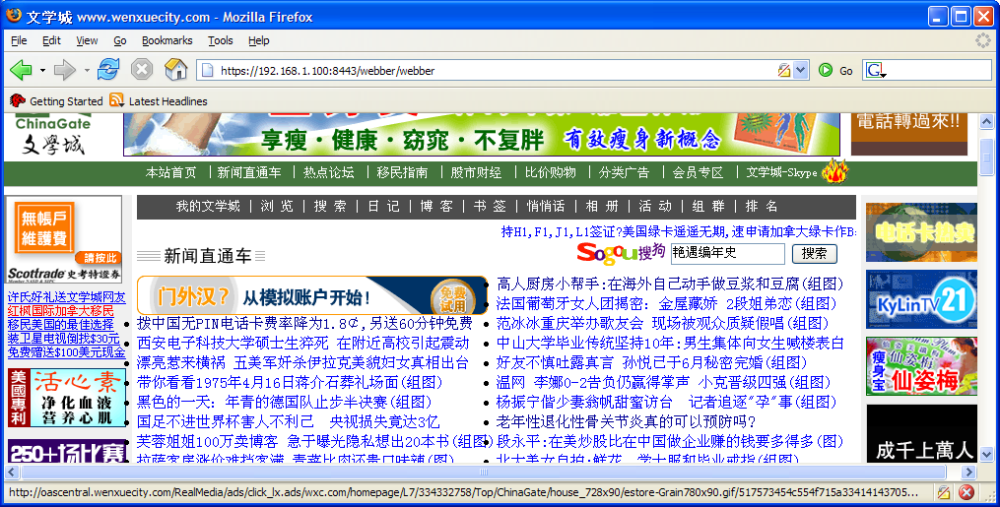 文学城 www.wenxuecity.com - Mozilla Firefox
File Edit View Go Bookmarks Tools Help
https://192.168.1.100:8443/webber/webber
Go
G
Getting Started Latest Headlines
ChinaGate
文學城
享瘦·健康·窈窕·不复胖 有效瘦身新概念
電話轉過來!!
本站首页 | 新闻直通车 | 热点论坛 | 移民指南 | 股市财经 | 比价购物 | 分类广告 | 会员专区 | 文学城-Skype
我的文学城 | 浏 览 | 搜 索 | 日 记 | 博 客 | 书 签 | 悄悄话 | 相 册 | 活 动 | 组 群 | 排 名
無帳戶
維護費
請按此
Scottrade 史考特證券
持H1,F1,J1,L1签证?美国绿卡遥遥无期,速申请加拿大绿卡作B
新闻直通车
Sogou搜狗 艳遇编年史 搜索
电话卡热卖
门外汉? 从模拟账户开始! 免费试用
许氏好礼送文学城网友
红枫国际加拿大移民
移民美国的最佳选择
装卫星电视倒找$30元
免费赠送$100美元现金
拨中国无PIN电话卡费率降为1.8¢,另送60分钟免费
西安电子科技大学硕士生猝死 在附近高校引起震动
漂亮惹来横祸 五美军奸杀伊拉克美貌妇女真相出台
带你看看1975年4月16日蒋介石葬礼场面(组图)
黑色的一天：年青的德国队止步半决赛(组图)
国足不进世界杯害人不利己 央视损失竟达3亿
芙蓉姐姐100万卖博客 急于曝光隐私想出20本书(组图)
拉萨客房涨价难挡客满 青菜比肉还贵口味辣(图)
高人厨房小帮手:在海外自己动手做豆浆和豆腐(组图)
法国葡萄牙女人团揭密：金屋藏娇 2段姐弟恋(组图)
范冰冰重庆举办歌友会 现场被观众质疑假唱(组图)
中山大学毕业传统坚持10年:男生集体向女生喊楼表白
好友不慎吐露真言 孙悦已于6月秘密完婚(组图)
温网 李娜0-2告负仍赢得掌声 小克晋级四强(组图)
杨振宁偕少妻翁帆甜蜜访台 记者追逐"孕"事(组图)
老年性退化性骨关节炎真的可以预防吗?
段永平:在美炒股比在中国做企业赚的钱要多得多(图)
北大美女自拍:鲜花、学士服和毕业戒指(组图)
KyLinTV 21
瘦身宝 仙姿梅
成千上萬人
美國專利
活心素
净化血液
营养心肌
250+场比赛
http://oascentral.wenxuecity.com/RealMedia/ads/click_lx.ads/wxc.com/homepage/L7/334332758/Top/ChinaGate/house_728x90/estore-Grain780x90.gif/517573454c554f715a33414143705...